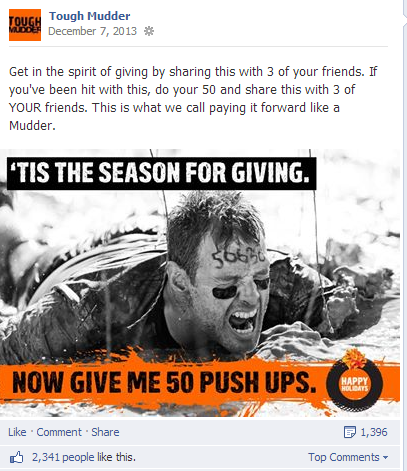 TOUGH
MUDDER
Tough Mudder
December 7, 2013
Get in the spirit of giving by sharing this with 3 of your friends. If
you've been hit with this, do your 50 and share this with 3 of
YOUR friends. This is what we call paying it forward like a
Mudder.
'TIS THE SEASON FOR GIVING.
NOW GIVE ME 50 PUSH UPS.
HAPPY
HOLIDAYS
Like · Comment · Share
1,396
2,341 people like this.
Top Comments